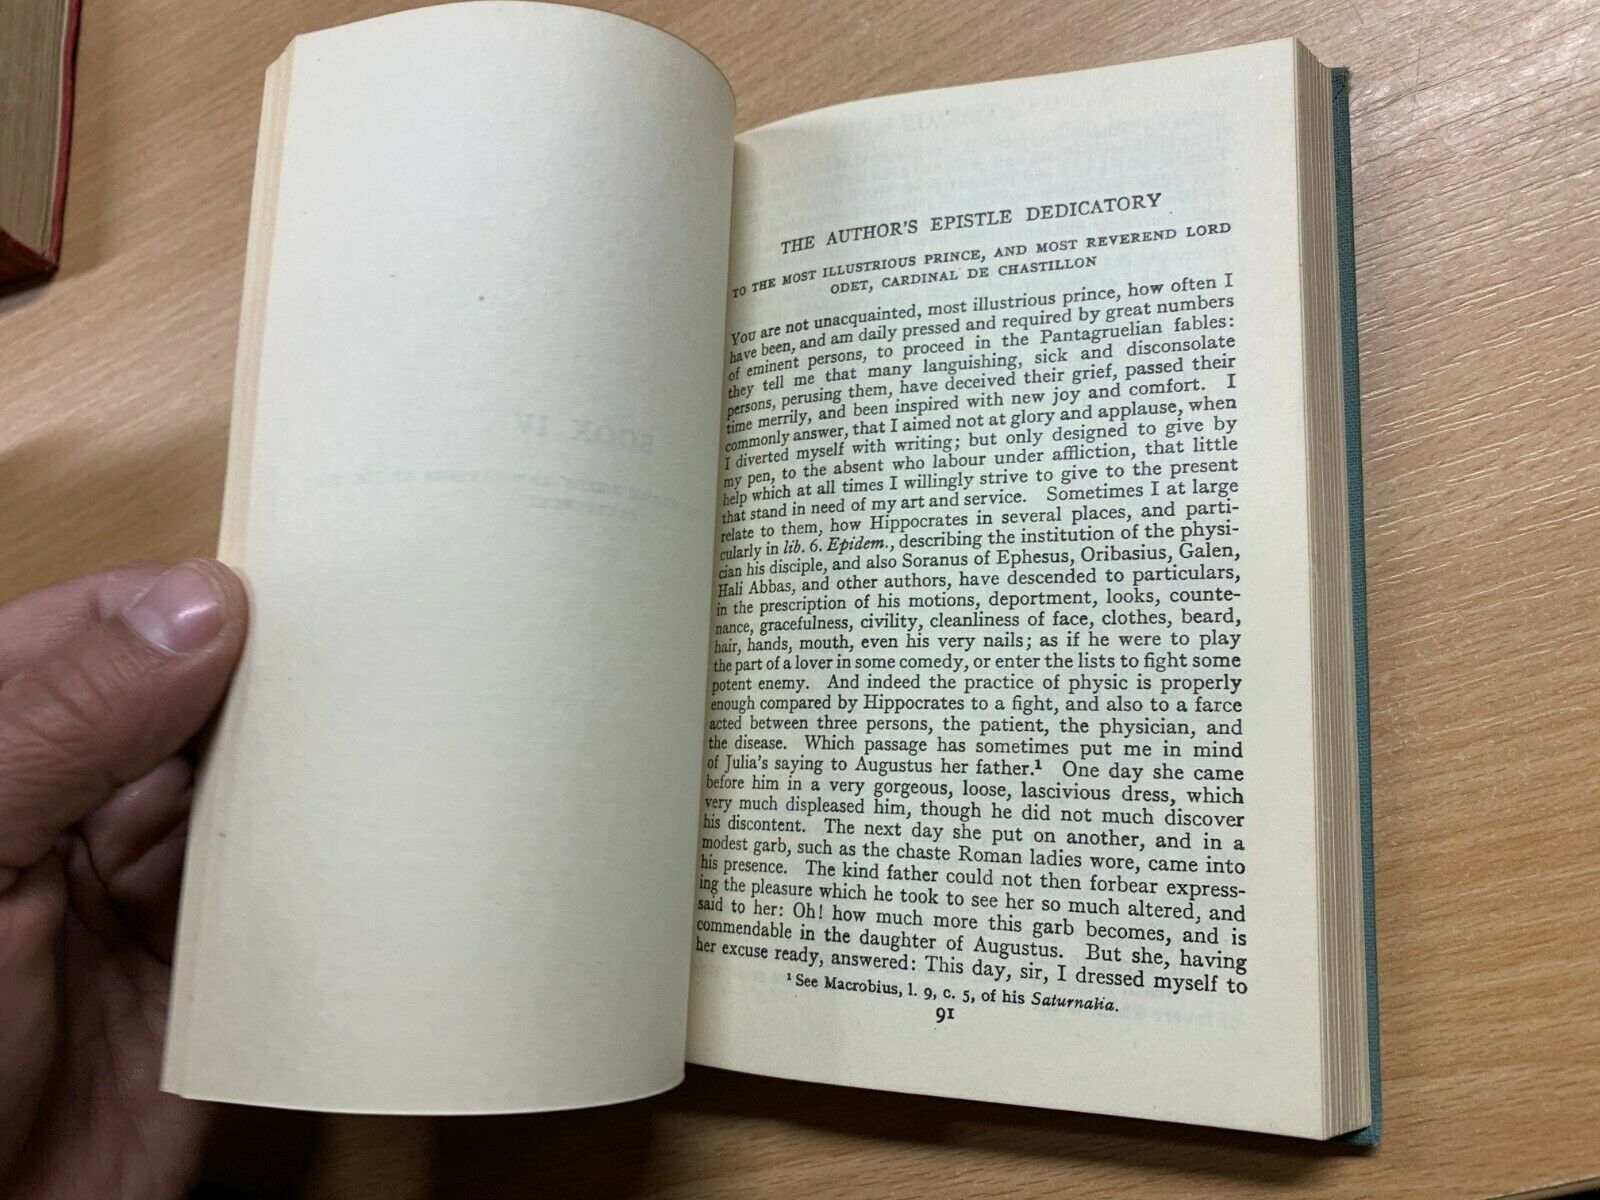 BOOK IV
THE AUTHOR'S EPISTLE DEDICATORY
TO THE MOST ILLUSTRIOUS PRINCE, AND MOST REVEREND LORD
ODET, CARDINAL DE CHASTILLON
You are not unacquainted, most illustrious prince, how often I
have been, and am daily pressed and required by great numbers
of eminent persons, to proceed in the Pantagruelian fables:
they tell me that many languishing, sick and disconsolate
persons, perusing them, have deceived their grief, passed their
time merrily, and been inspired with new joy and comfort. I
commonly answer, that I aimed not at glory and applause, when
I diverted myself with writing; but only designed to give by
my pen, to the absent who labour under affliction, that little
help which at all times I willingly strive to give to the present
that stand in need of my art and service. Sometimes I at large
relate to them, how Hippocrates in several places, and parti-
cularly in lib. 6. Epidem., describing the institution of the physi-
cian his disciple, and also Soranus of Ephesus, Oribasius, Galen,
Hali Abbas, and other authors, have descended to particulars,
in the prescription of his motions, deportment, looks, counte-
nance, gracefulness, civility, cleanliness of face, clothes, beard,
hair, hands, mouth, even his very nails; as if he were to play
the part of a lover in some comedy, or enter the lists to fight some
potent enemy. And indeed the practice of physic is properly
enough compared by Hippocrates to a fight, and also to a farce
acted between three persons, the patient, the physician, and
the disease. Which passage has sometimes put me in mind
of Julia's saying to Augustus her father.¹ One day she came
before him in a very gorgeous, loose, lascivious dress, which
very much displeased him, though he did not much discover
his discontent. The next day she put on another, and in a
modest garb, such as the chaste Roman ladies wore, came into
his presence. The kind father could not then forbear express-
ing the pleasure which he took to see her so much altered, and
said to her: Oh! how much more this garb becomes, and is
commendable in the daughter of Augustus. But she, having
her excuse ready, answered: This day, sir, I dressed myself to
¹ See Macrobius, l. 9, c. 5, of his Saturnalia.
91